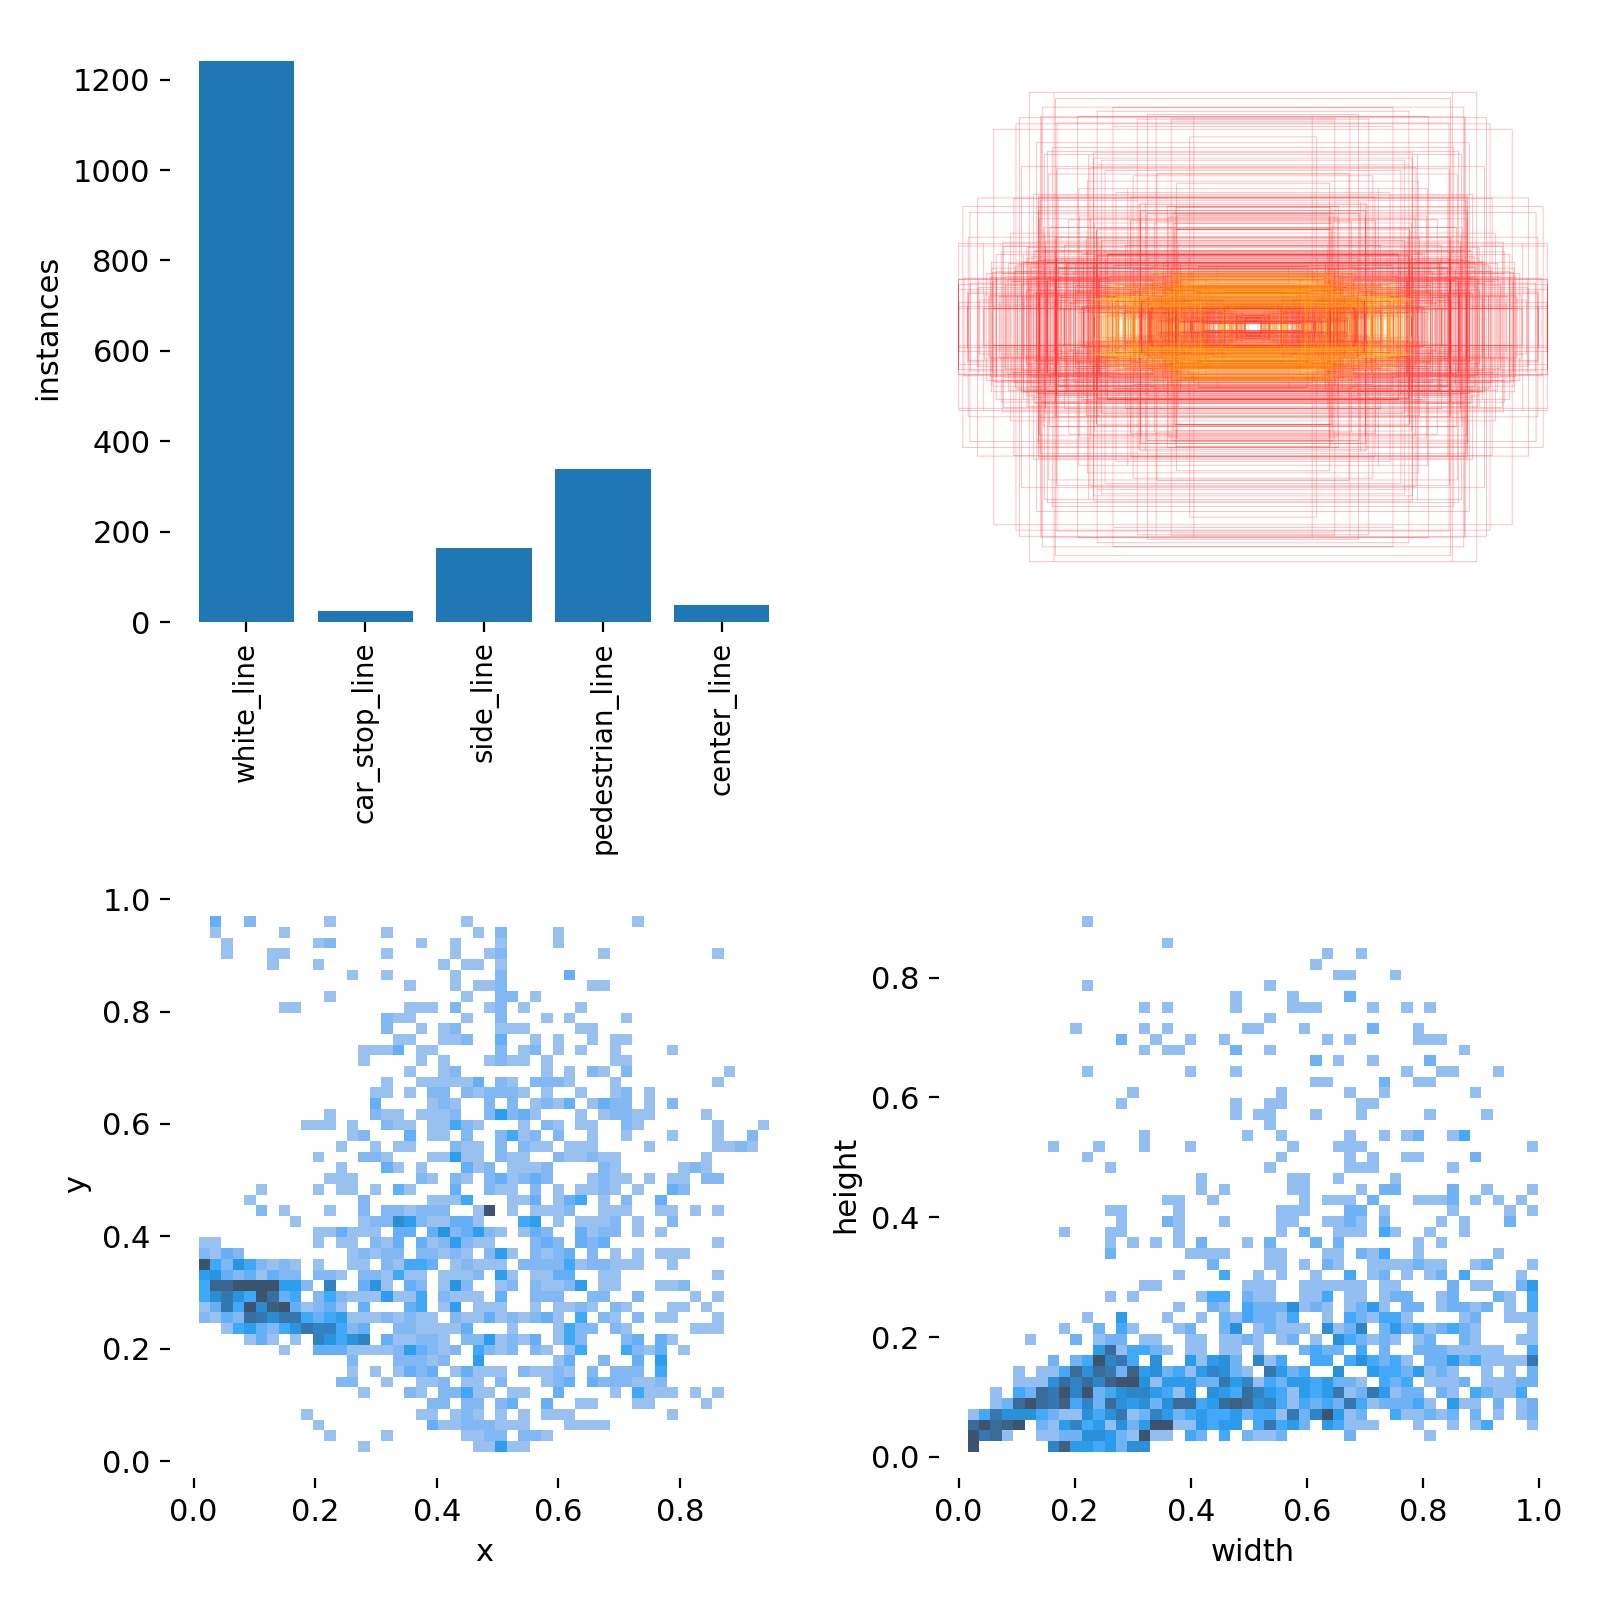 instances
1200
1000
800
600
400
200
0
white_line
car_stop_line
side_line
pedestrian_line
center_line
y
1.0
0.8
0.6
0.4
0.2
0.0
0.0 0.2 0.4 0.6 0.8
x
height
0.8
0.6
0.4
0.2
0.0
0.0 0.2 0.4 0.6 0.8 1.0
width